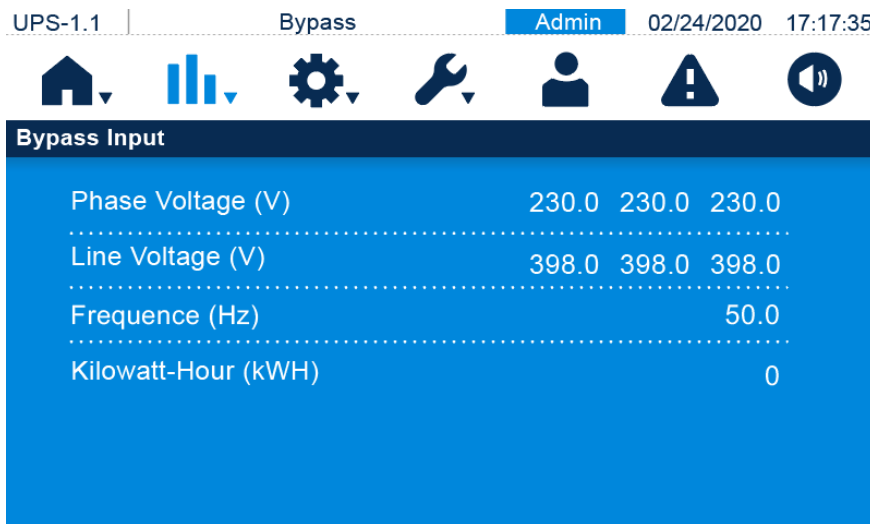 UPS-1.1 Bypass Admin 02/24/2020 17:17:35
Bypass Input
Phase Voltage (V) 230.0 230.0 230.0
Line Voltage (V) 398.0 398.0 398.0
Frequence (Hz) 50.0
Kilowatt-Hour (kWH) 0